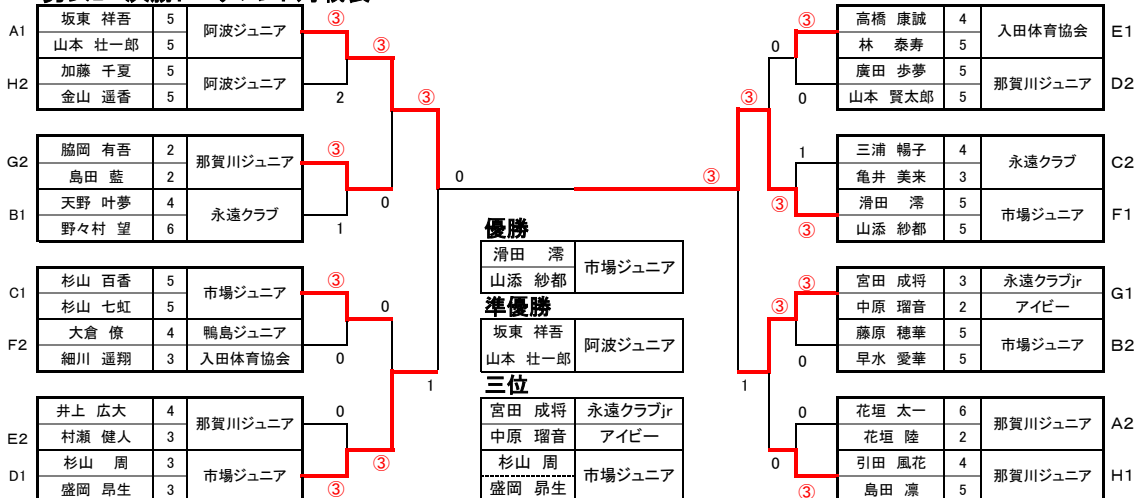 A1 坂東 祥吾 5 阿波ジュニア ③
山本 壮一郎 5 ③
H2 加藤 千夏 5 阿波ジュニア
金山 遥香 5 2 ③
G2 脇岡 有吾 2 那賀川ジュニア ③
島田 藍 2
B1 天野 叶夢 4 永遠クラブ 0
野々村 望 6 1
0
C1 杉山 百香 5 市場ジュニア ③
杉山 七虹 5 0
F2 大倉 僚 4 鴨島ジュニア
細川 遥翔 3 入田体育協会 0
1
E2 井上 広大 4 那賀川ジュニア 0
村瀬 健人 3
D1 杉山 周 3 市場ジュニア ③
盛岡 昴生 3 ③
優勝
滑田 澪 市場ジュニア
山添 紗都
準優勝
坂東 祥吾 阿波ジュニア
山本 壮一郎
三位
宮田 成将 永遠クラブjr
中原 瑠音 アイビー
杉山 周 市場ジュニア
盛岡 昴生
③ 高橋 康誠 4 入田体育協会 E1
0 林 泰寿 5
廣田 歩夢 5 那賀川ジュニア D2
③ 0 山本 賢太郎 5
1 三浦 暢子 4 永遠クラブ C2
③ 亀井 美来 3
③ 滑田 澪 5 市場ジュニア F1
③ 山添 紗都 5
③ 宮田 成将 3 永遠クラブjr G1
③ 中原 瑠音 2 アイビー
藤原 穂華 5 市場ジュニア B2
0 早水 愛華 5
1
0 花垣 太一 6 那賀川ジュニア A2
花垣 陸 2
0 引田 風花 4 那賀川ジュニア H1
③ 島田 凛 5